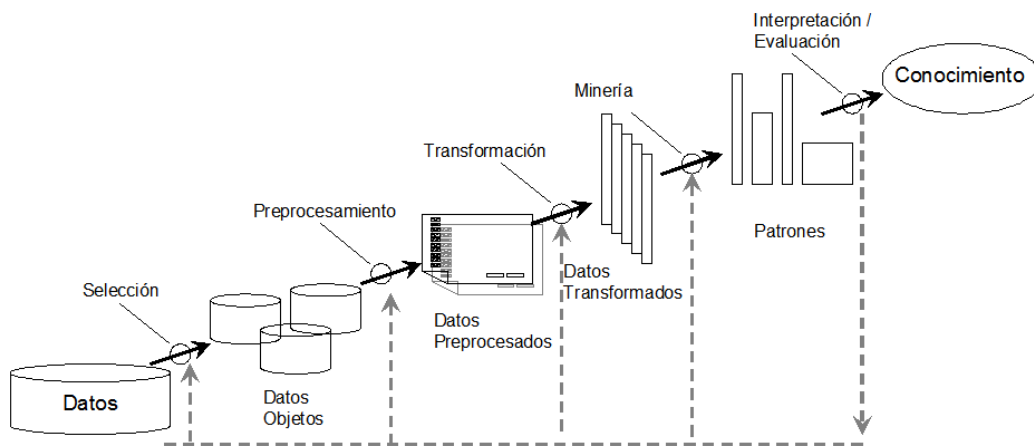 Interpretación /
Evaluación
Conocimiento
Minería
Transformación
Patrones
Preprocesamiento
Datos
Transformados
Selección
Datos
Preprocesados
Datos
Datos
Objetos